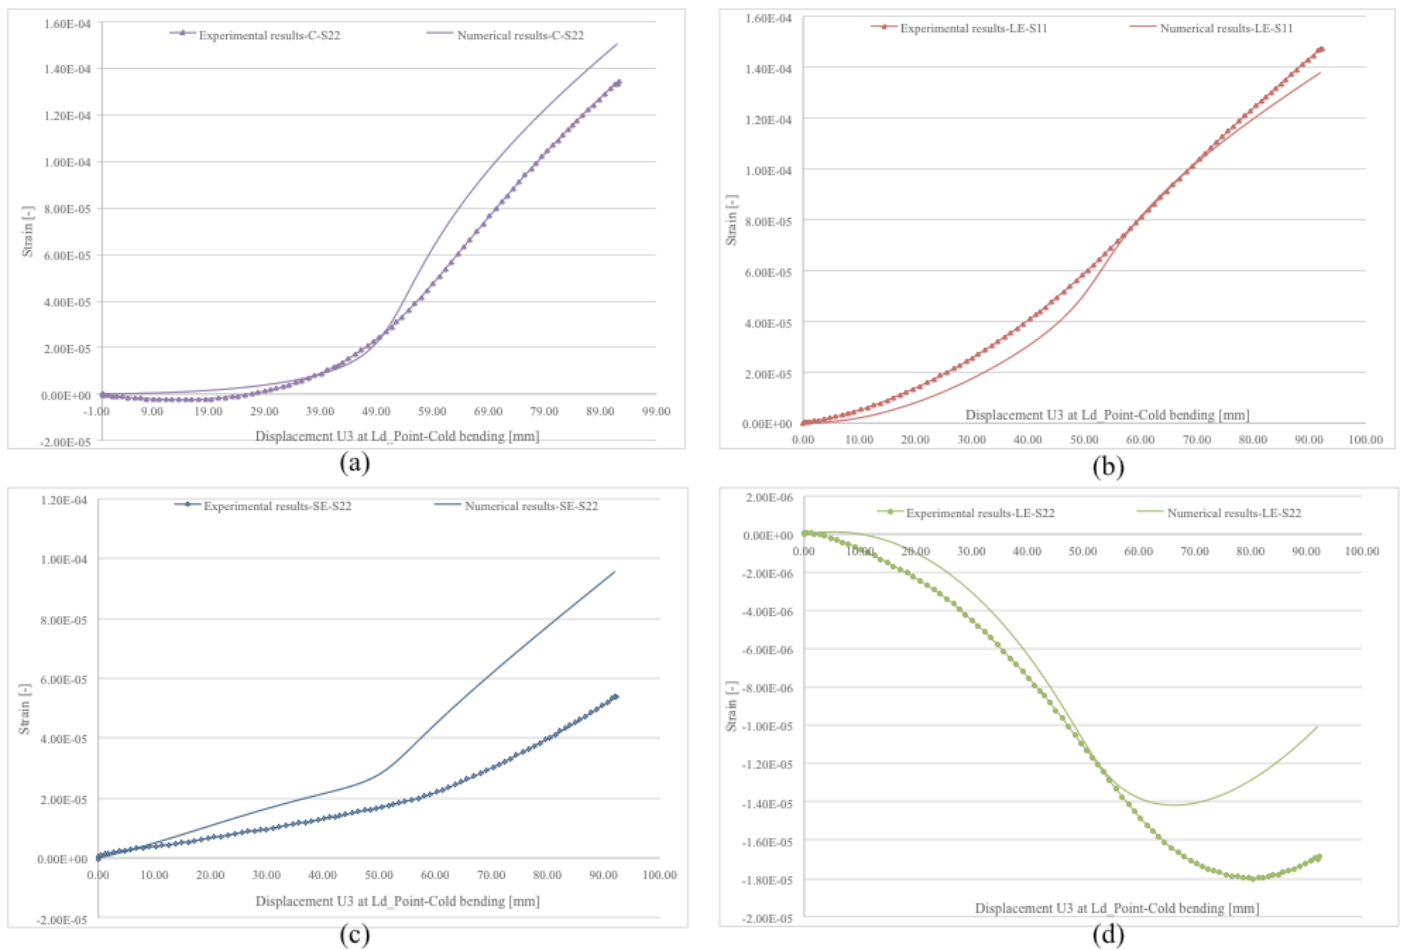 1.60E-04
Experimental results-C-S22 Numerical results-C-S22
1.40E-04
1.20E-04
1.00E-04
8.00E-05
6.00E-05
4.00E-05
2.00E-05
0.00E+00
-2.00E-05
Strain [-]
-1.00 9.00 19.00 29.00 39.00 49.00 59.00 69.00 79.00 89.00 99.00
Displacement U3 at Ld_Point-Cold bending [mm]
(a)
1.60E-04
Experimental results-LE-S11 Numerical results-LE-S11
1.40E-04
1.20E-04
1.00E-04
8.00E-05
6.00E-05
4.00E-05
2.00E-05
0.00E+00
Strain [-]
Displacement U3 at Ld_Point-Cold bending [mm]
0.00 10.00 20.00 30.00 40.00 50.00 60.00 70.00 80.00 90.00 100.00
(b)
1.20E-04
Experimental results-SE-S22 Numerical results-SE-S22
1.00E-04
8.00E-05
6.00E-05
4.00E-05
2.00E-05
0.00E+00
-2.00E-05
Strain [-]
0.00 10.00 20.00 30.00 40.00 50.00 60.00 70.00 80.00 90.00 100.00
Displacement U3 at Ld_Point-Cold bending [mm]
(c)
2.00E-06
Experimental results-LE-S22 Numerical results-LE-S22
0.00E+00
0.00 10.00 20.00 30.00 40.00 50.00 60.00 70.00 80.00 90.00 100.00
-2.00E-06
-4.00E-06
-6.00E-06
-8.00E-06
-1.00E-05
-1.20E-05
-1.40E-05
-1.60E-05
-1.80E-05
-2.00E-05
Strain [-]
Displacement U3 at Ld_Point-Cold bending [mm]
(d)